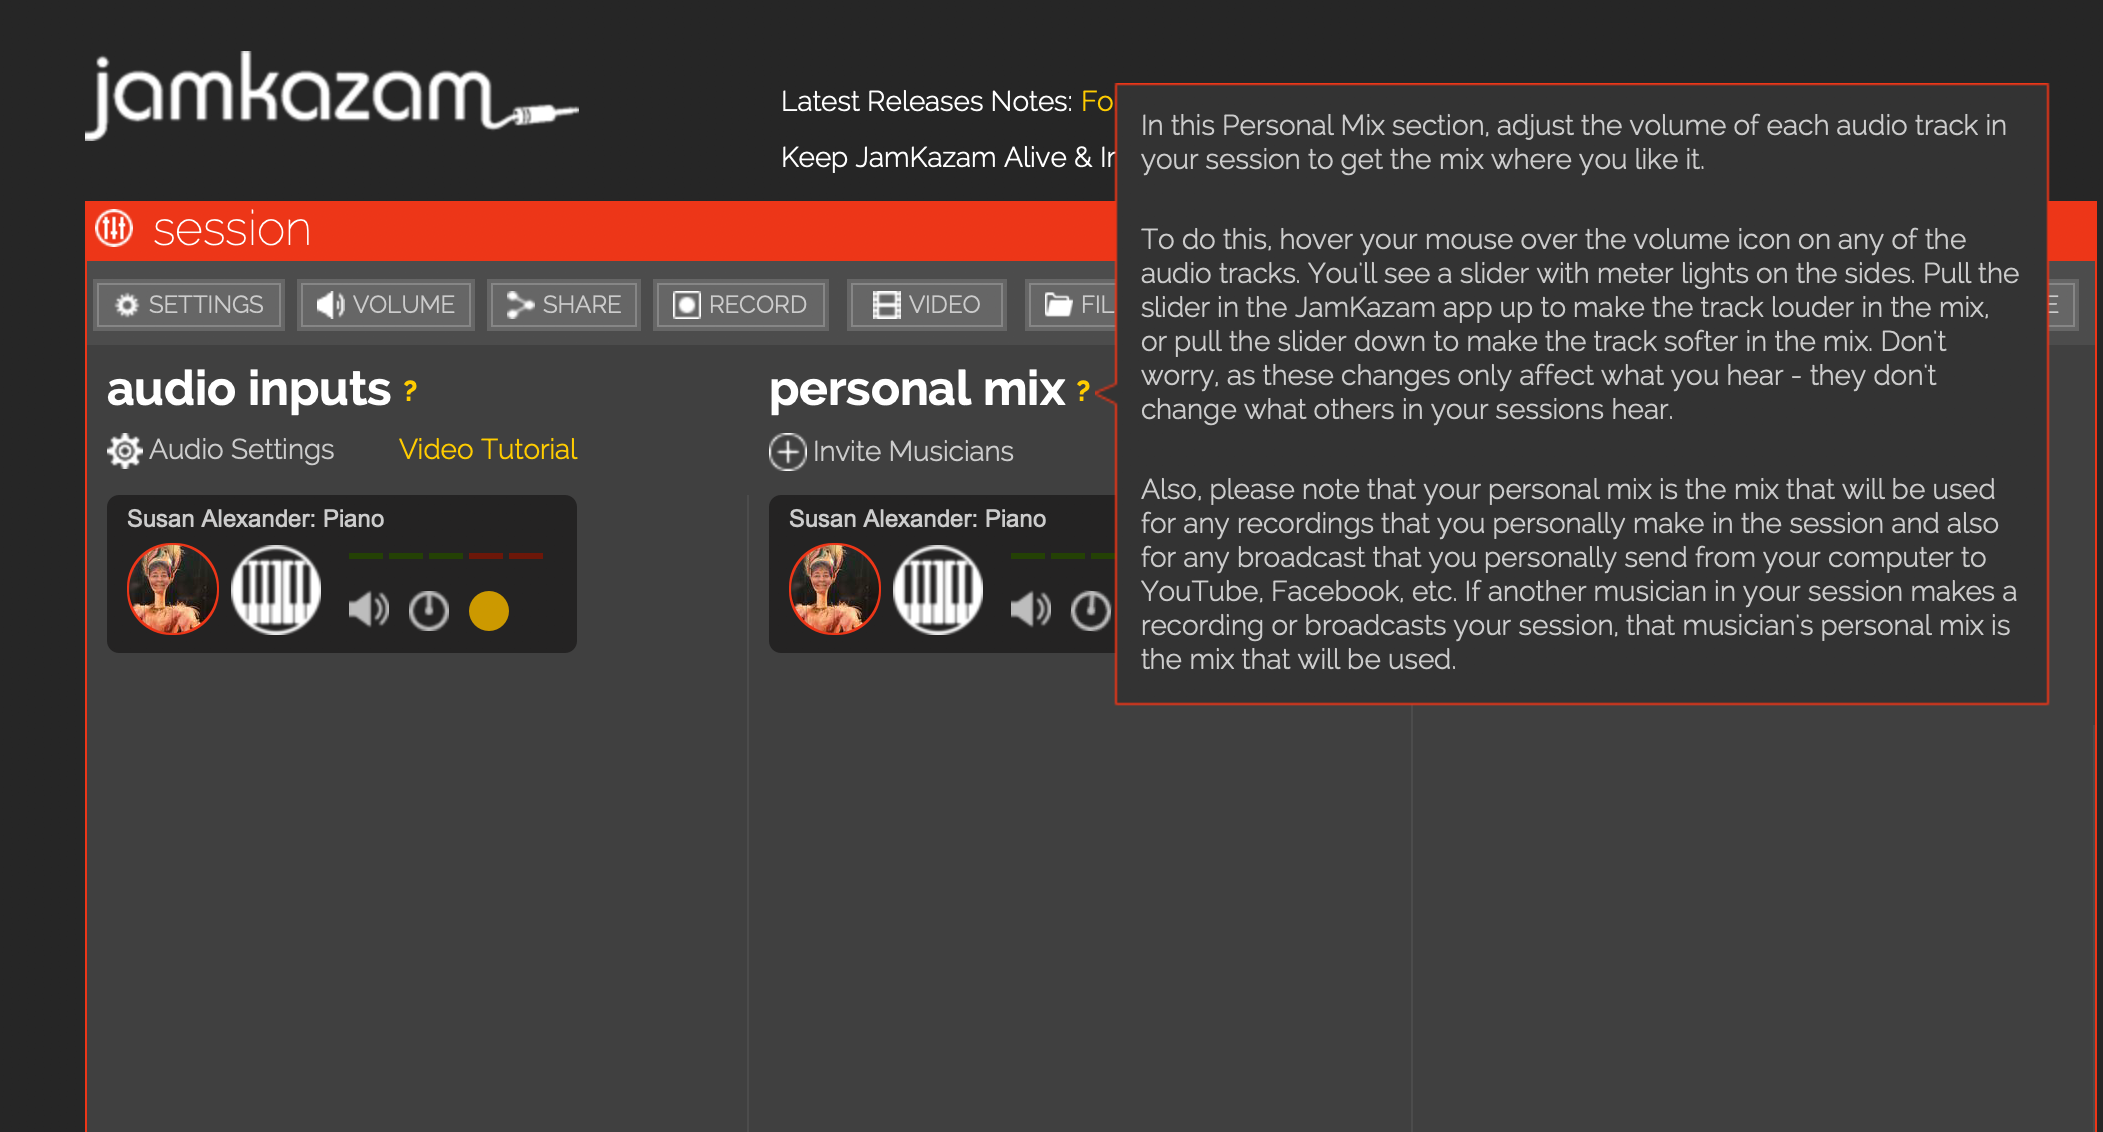 jamkazam
Latest Releases Notes: Fo
Keep JamKazam Alive & Ir
session
SETTINGS
VOLUME
SHARE
RECORD
VIDEO
FIL
E
audio inputs ?
Audio Settings
Video Tutorial
Susan Alexander: Piano
personal mix ?
Invite Musicians
Susan Alexander: Piano
In this Personal Mix section, adjust the volume of each audio track in
your session to get the mix where you like it.
To do this, hover your mouse over the volume icon on any of the
audio tracks. You'll see a slider with meter lights on the sides. Pull the
slider in the JamKazam app up to make the track louder in the mix,
or pull the slider down to make the track softer in the mix. Don't
worry, as these changes only affect what you hear - they don't
change what others in your sessions hear.
Also, please note that your personal mix is the mix that will be used
for any recordings that you personally make in the session and also
for any broadcast that you personally send from your computer to
YouTube, Facebook, etc. If another musician in your session makes a
recording or broadcasts your session, that musician's personal mix is
the mix that will be used.